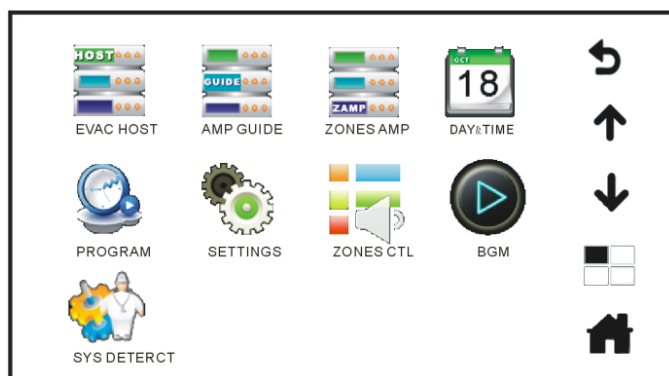 HOST
GUIDE
ZAMP
OCT
18
EVAC HOST
AMP GUIDE
ZONES AMP
DAY&TIME
PROGRAM
SETTINGS
ZONES CTL
BGM
SYS DETERCT